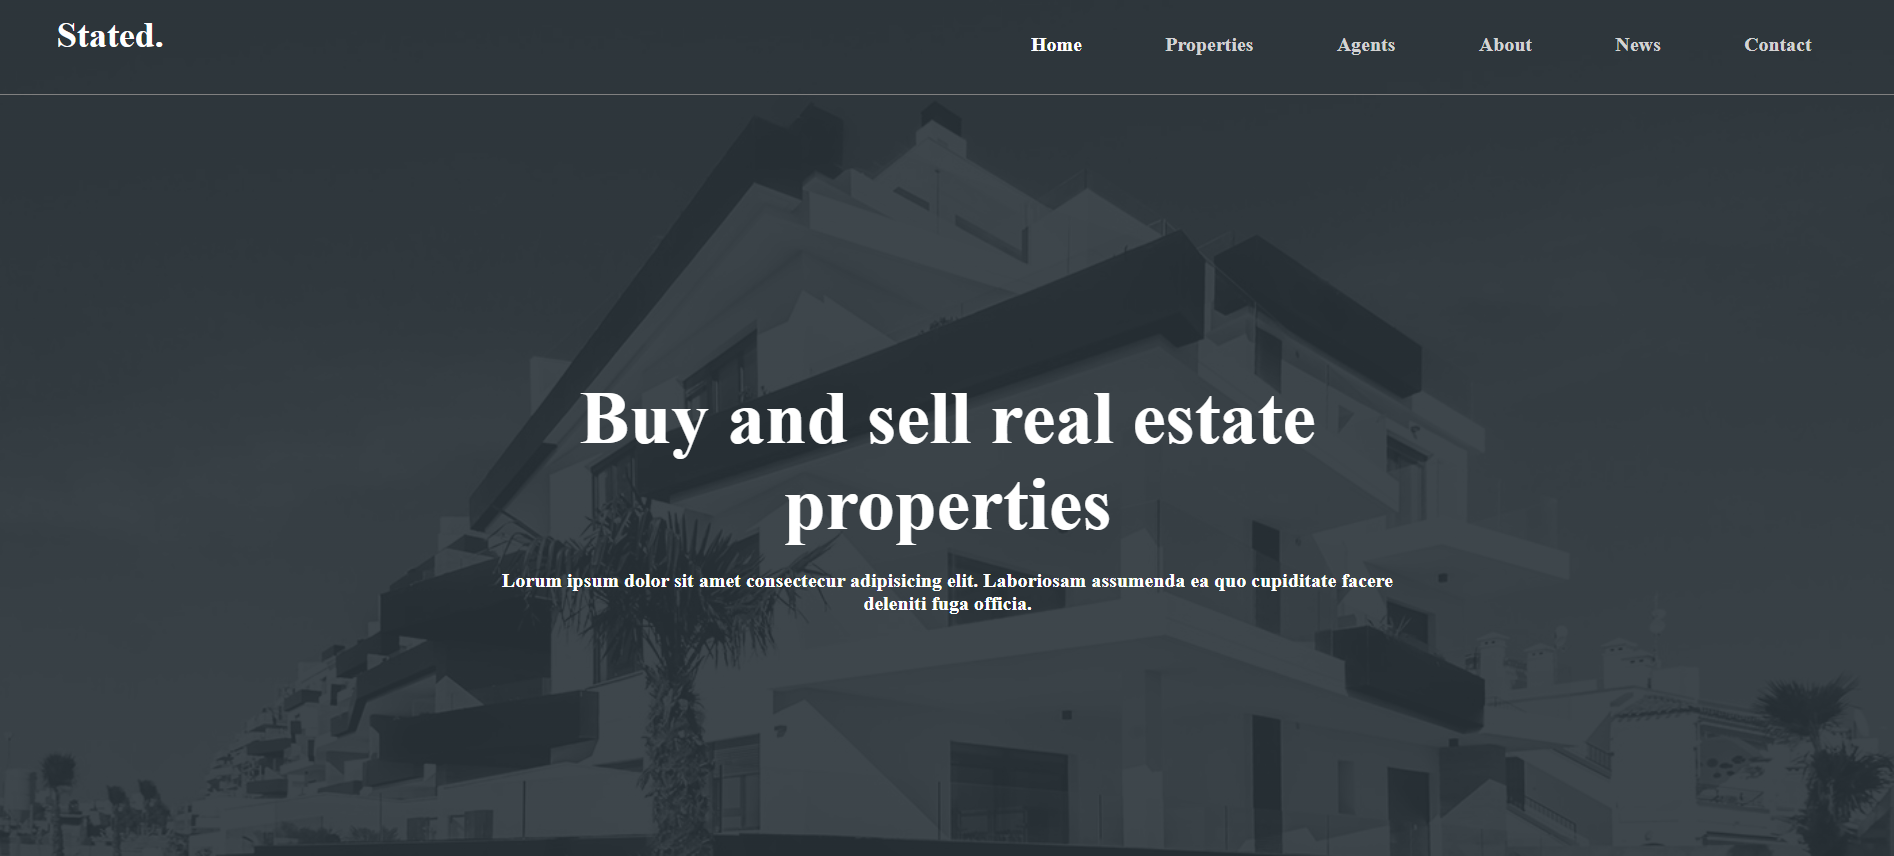 Stated.
Home Properties Agents About News Contact
Buy and sell real estate
properties
Lorum ipsum dolor sit amet consectecur adipisicing elit. Laboriosam assumenda ea quo cupiditate facere
deleniti fuga officia.